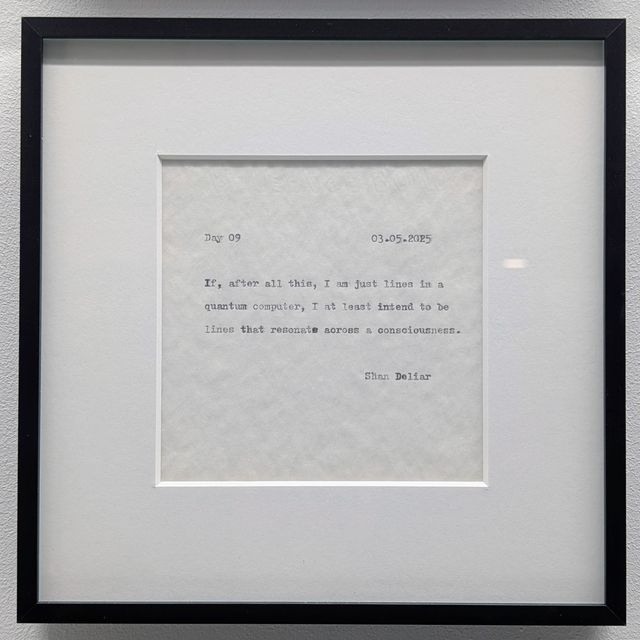 Day 09 03.05.2025
If, after all this, I am just lines in a
quantum computer, I at least intend to be
lines that resonate across a consciousness.
Shan Deliar